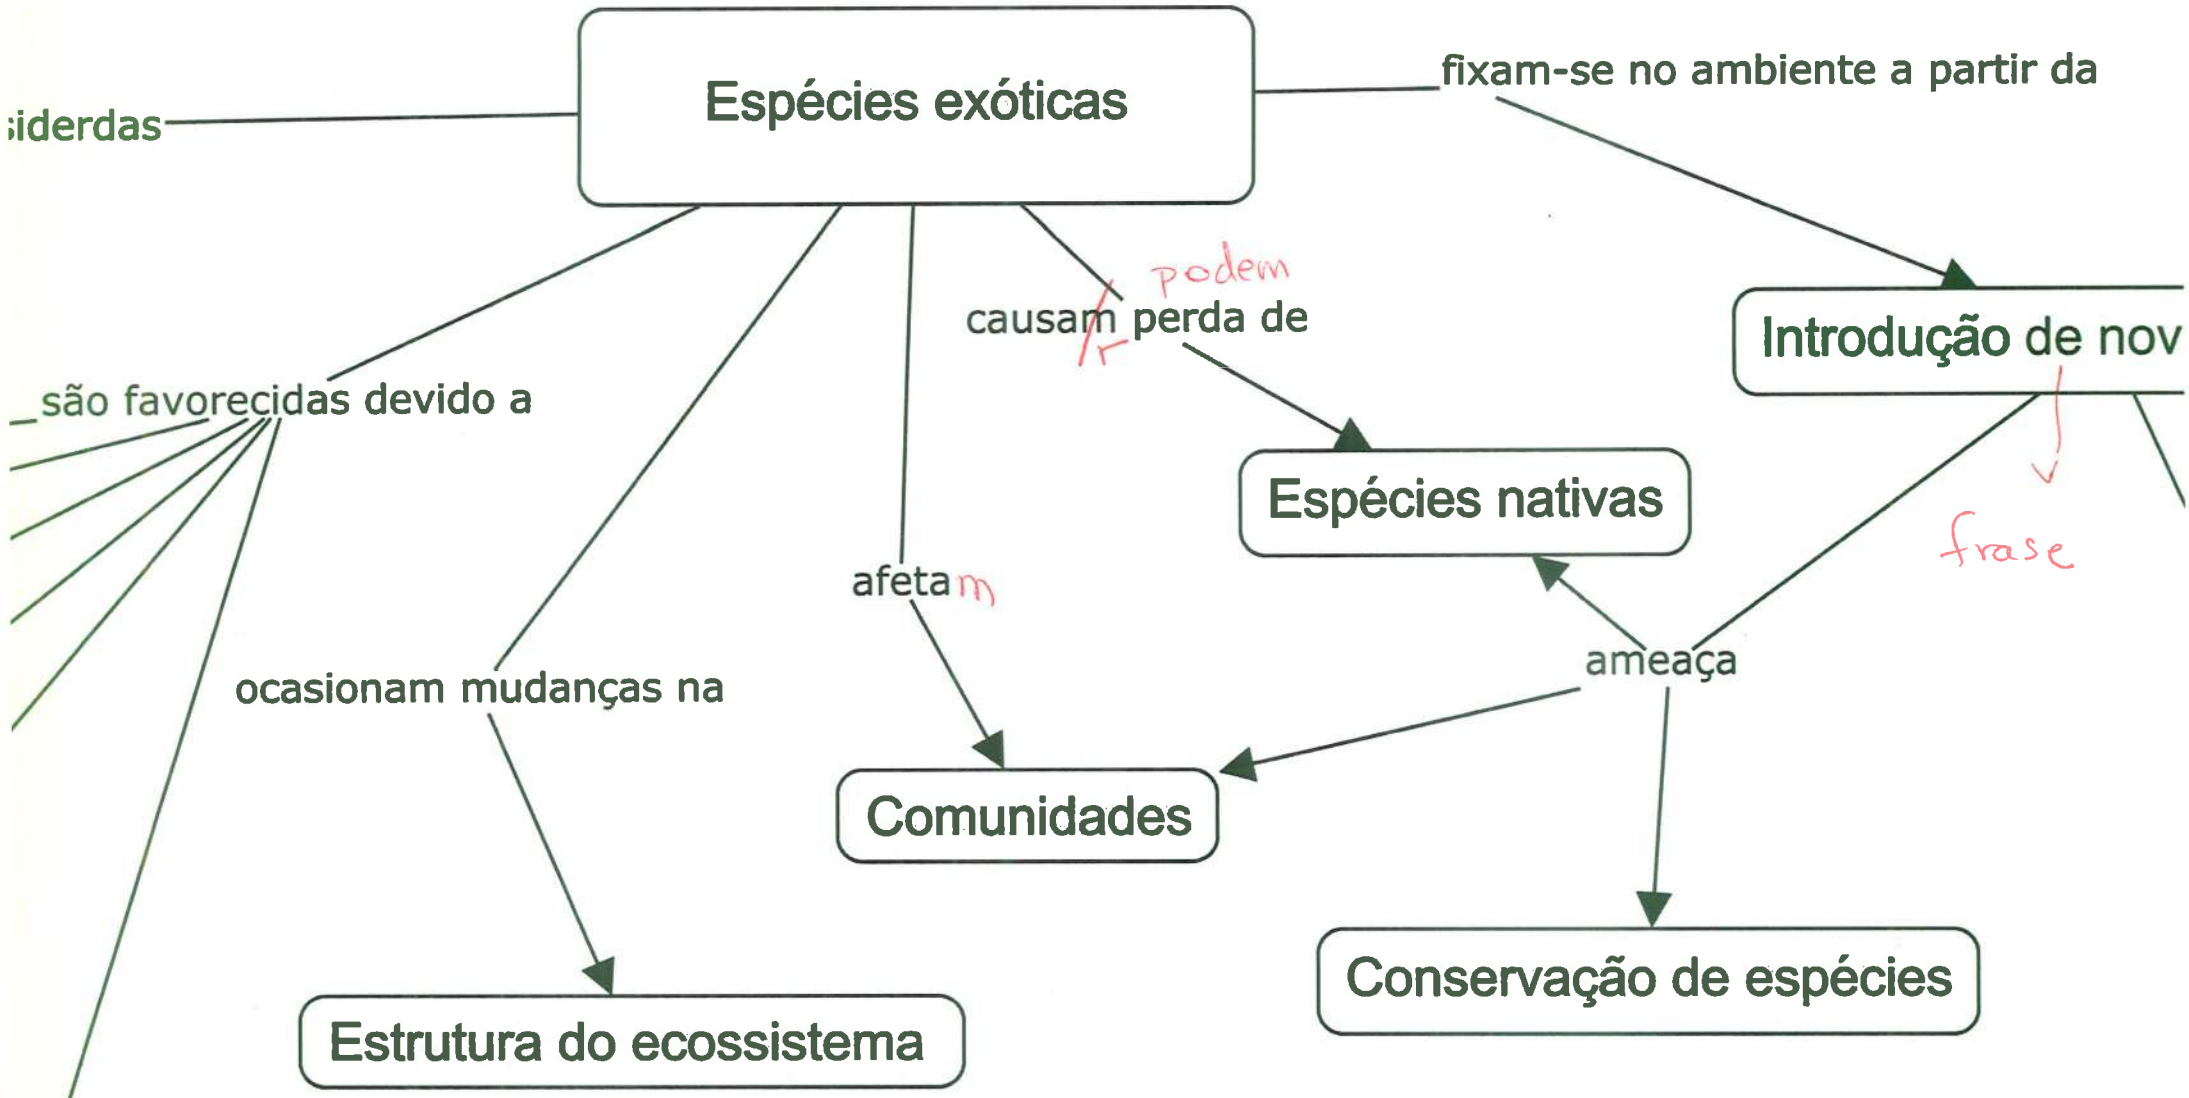 Espécies exóticas
fixam-se no ambiente a partir da
siderdas
podem
causam perda de
r
Introdução de nov
são favorecidas devido a
Espécies nativas
frase
afetam
ameaça
ocasionam mudanças na
Comunidades
Conservação de espécies
Estrutura do ecossistema